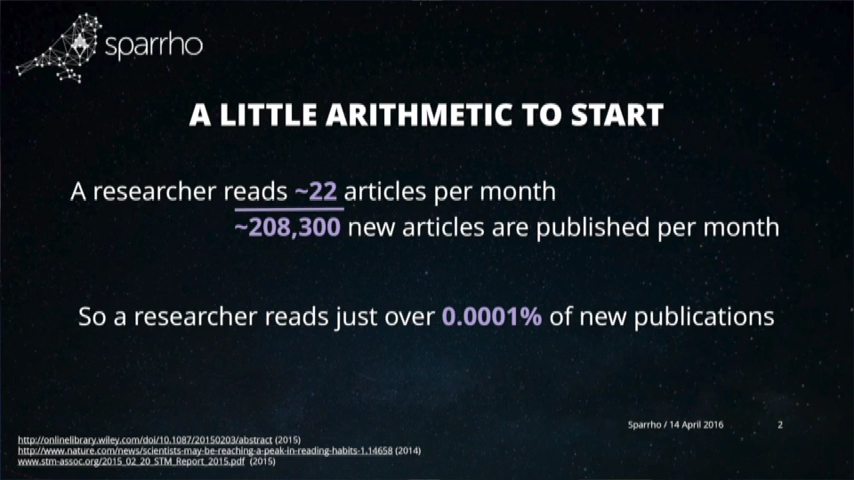 sparrho
A LITTLE ARITHMETIC TO START
A researcher reads ~22 articles per month
~208,300 new articles are published per month
So a researcher reads just over 0.0001% of new publications
Sparrho / 14 April 2016 2
http://onlinelibrary.wiley.com/doi/10.1087/20150203/abstract (2015)
http://www.nature.com/news/scientists-may-be-reaching-a-peak-in-reading-habits-1.14658 (2014)
www.stm-assoc.org/2015_02_20_STM_Report_2015.pdf (2015)